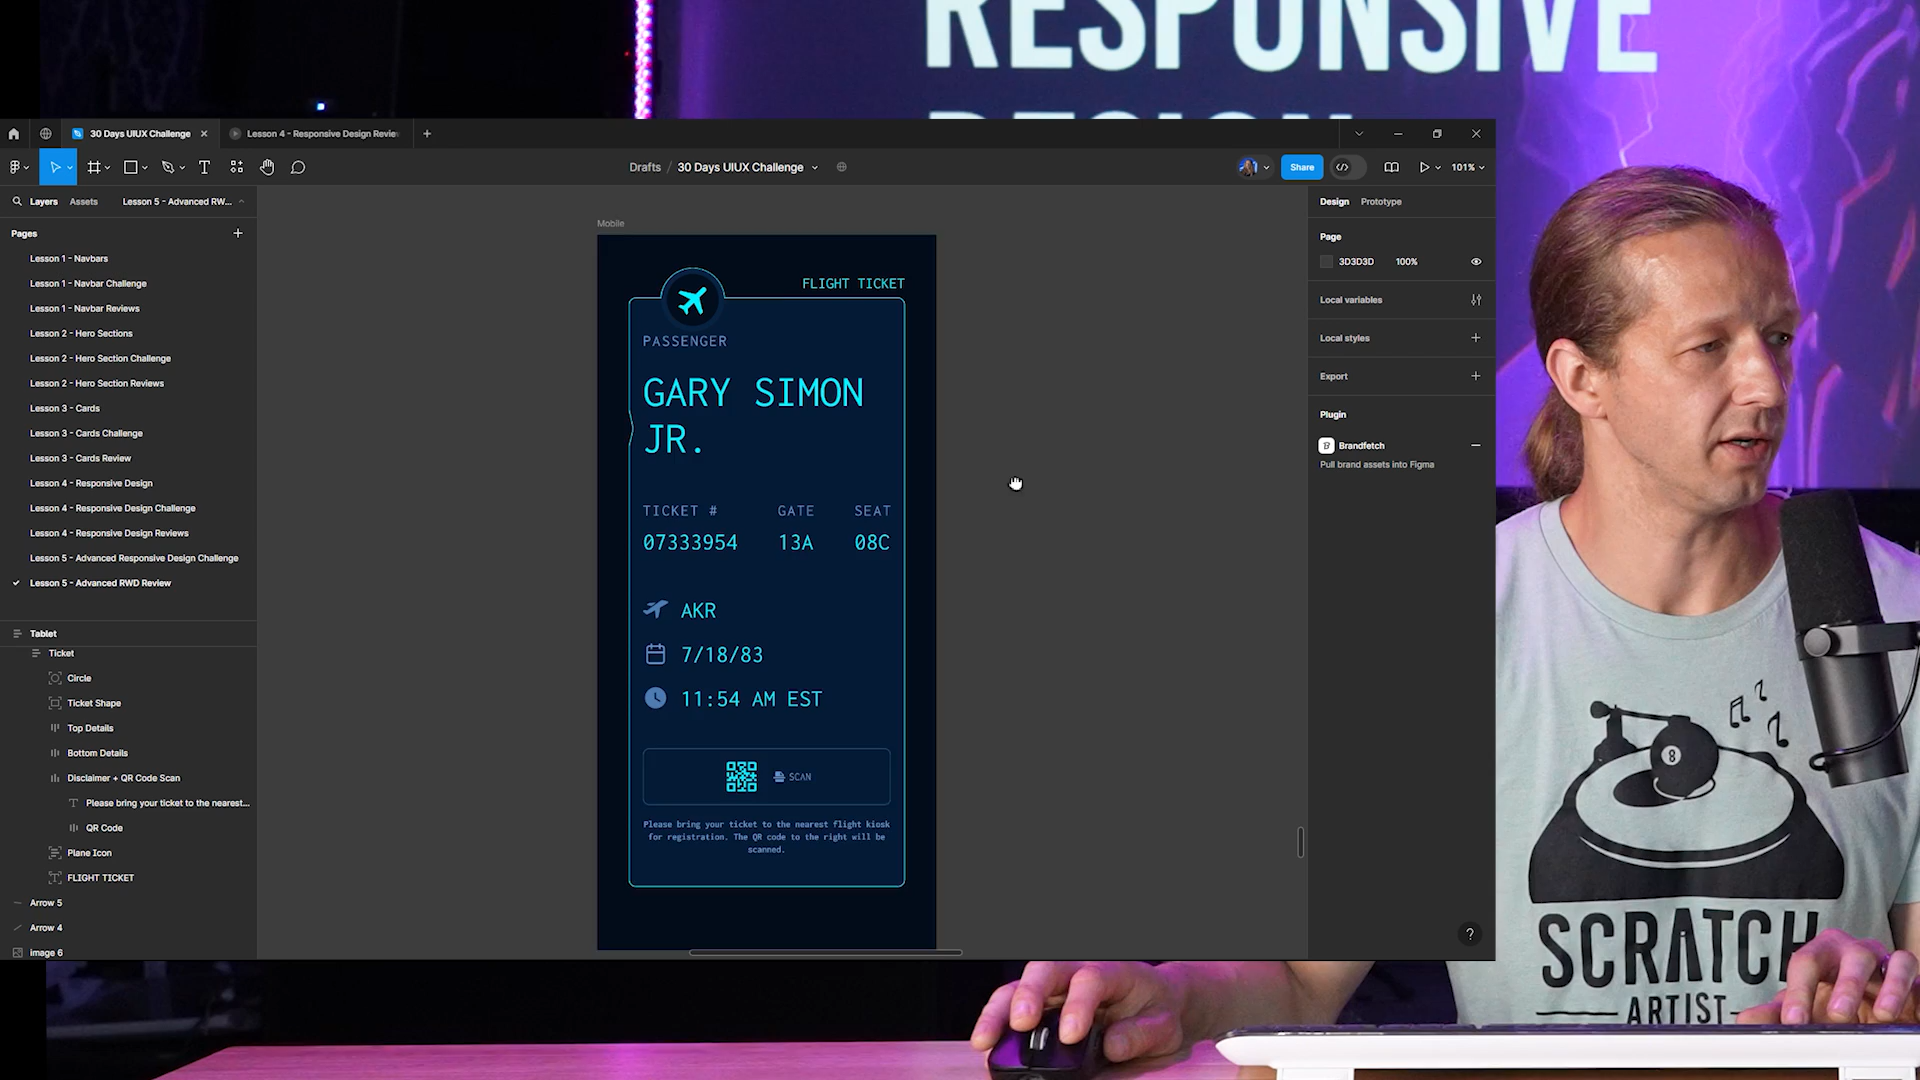 RESPONSIVE
30 Days UIUX Challenge
Lesson 4 - Responsive Design Review
Drafts / 30 Days UIUX Challenge
Share
101%
Layers
Assets
Lesson 5 - Advanced RW...
Pages
Lesson 1 - Navbars
Lesson 1 - Navbar Challenge
Lesson 1 - Navbar Reviews
Lesson 2 - Hero Sections
Lesson 2 - Hero Section Challenge
Lesson 2 - Hero Section Reviews
Lesson 3 - Cards
Lesson 3 - Cards Challenge
Lesson 3 - Cards Review
Lesson 4 - Responsive Design
Lesson 4 - Responsive Design Challenge
Lesson 4 - Responsive Design Reviews
Lesson 5 - Advanced Responsive Design Challenge
Lesson 5 - Advanced RWD Review
Tablet
Ticket
Circle
Ticket Shape
Top Details
Bottom Details
Disclaimer + QR Code Scan
Please bring your ticket to the nearest...
QR Code
Plane Icon
FLIGHT TICKET
Arrow 5
Arrow 4
image 6
Mobile
FLIGHT TICKET
PASSENGER
GARY SIMON
JR.
TICKET # GATE SEAT
07333954 13A 08C
AKR
7/18/83
11:54 AM EST
SCAN
Please bring your ticket to the nearest flight kiosk
for registration. The QR code to the right will be
scanned.
Design
Prototype
Page
3D3D3D 100%
Local variables
Local styles
Export
Plugin
Brandfetch
Pull brand assets into Figma
?
8
SCRATCH
ARTIST